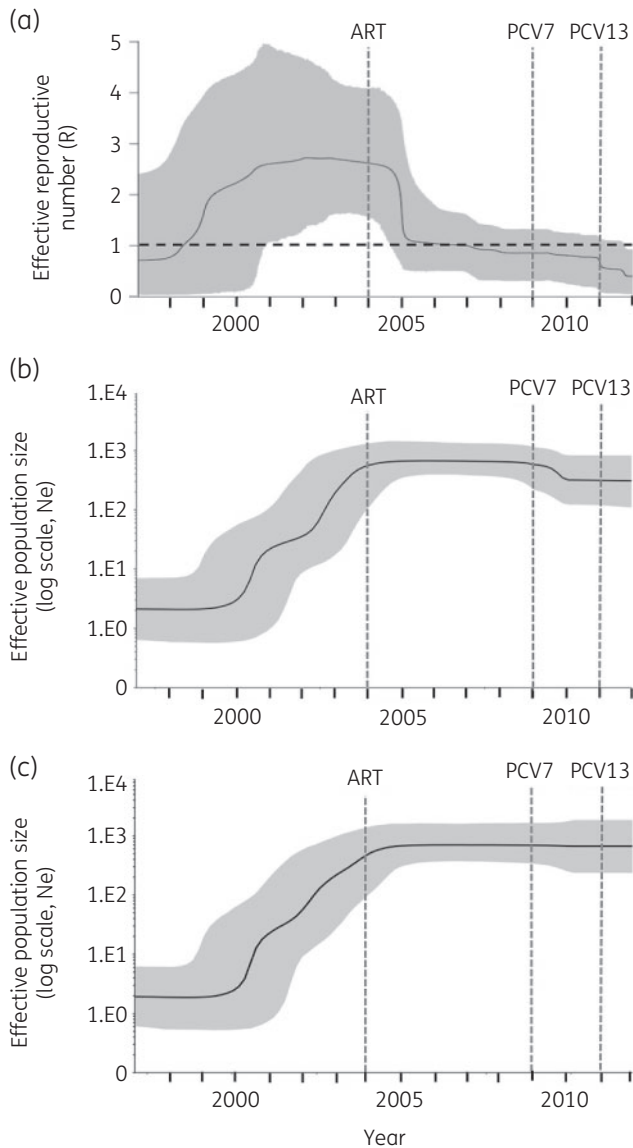 (a)
ART PCV7 PCV13
5
4
3
2
1
0
Effective reproductive
number (R)
2000 2005 2010
(b)
ART PCV7 PCV13
1.E4
1.E3
1.E2
1.E1
1.E0
0
Effective population size
(log scale, Ne)
2000 2005 2010
(c)
ART PCV7 PCV13
1.E4
1.E3
1.E2
1.E1
1.E0
0
Effective population size
(log scale, Ne)
2000 2005 2010
Year